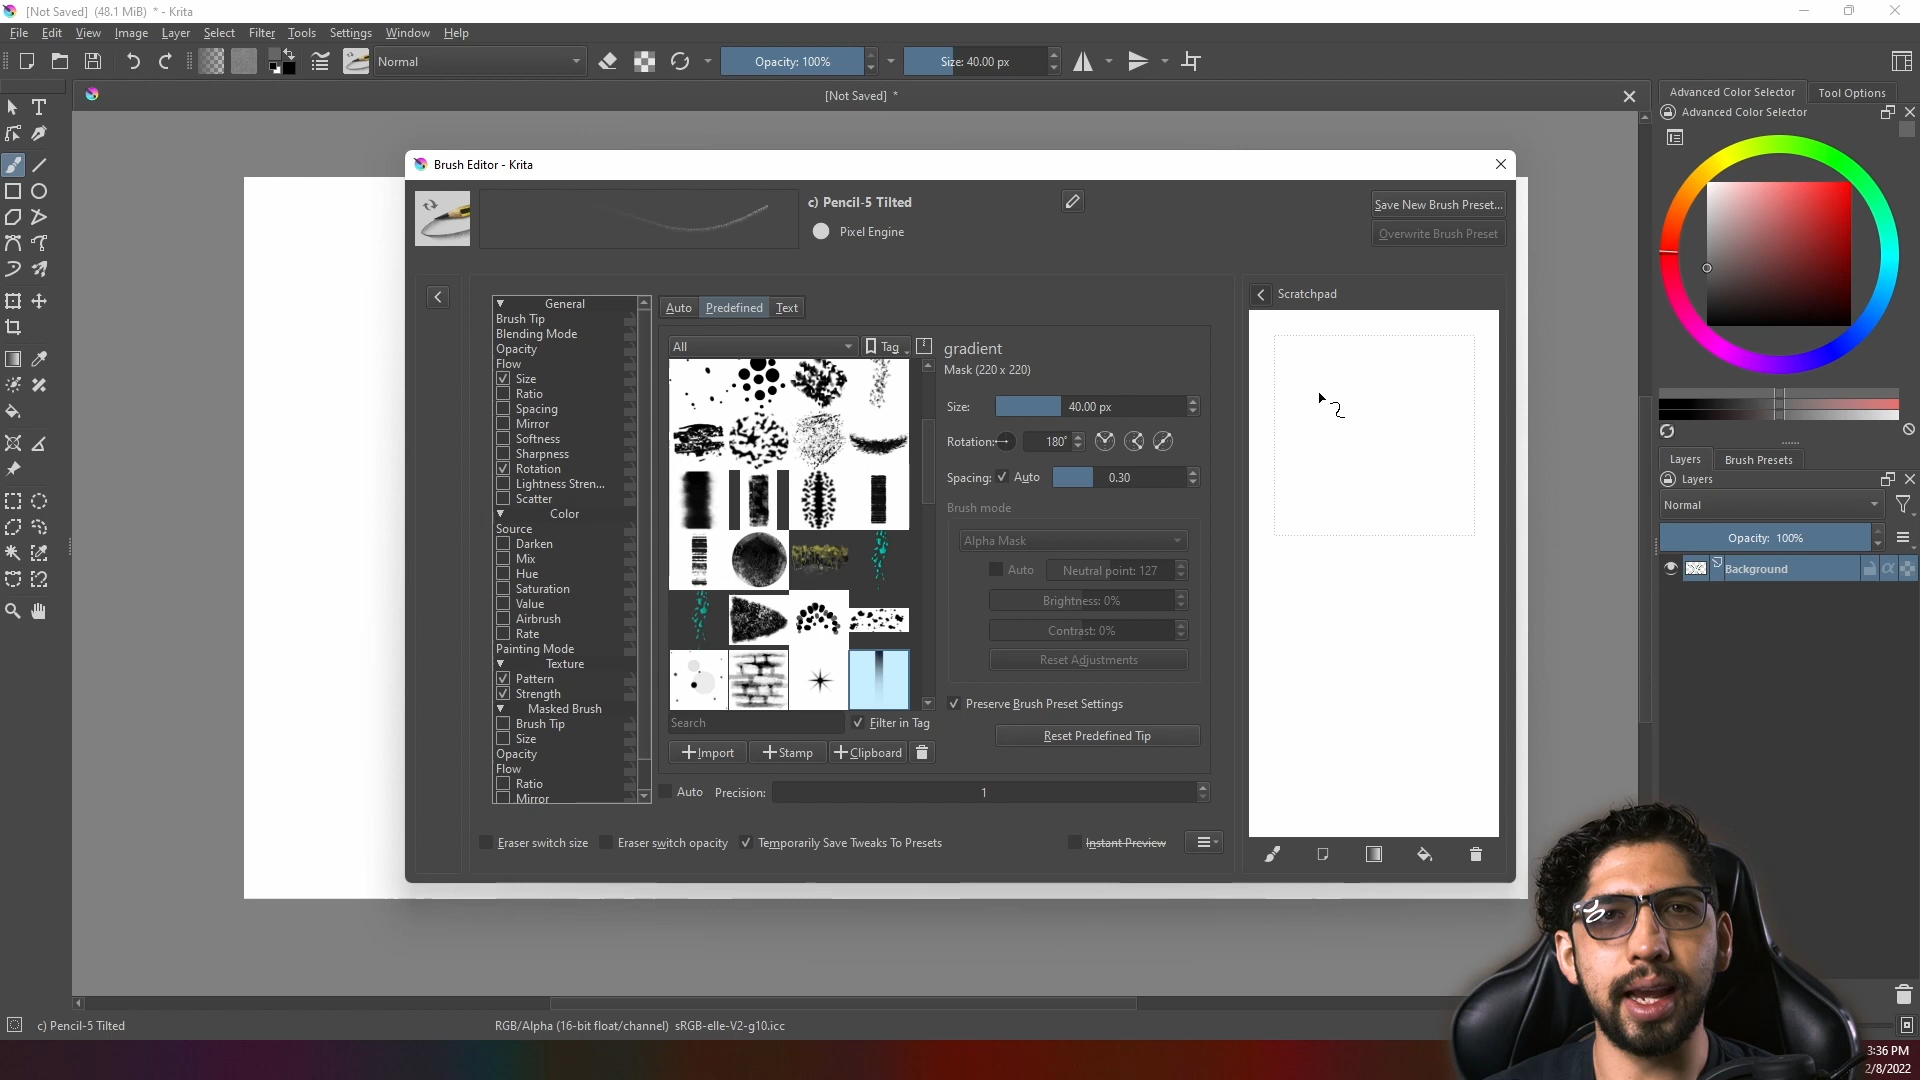 [Not Saved]  (48.1 MiB)  * - Krita
File Edit View Image Layer Select Filter Tools Settings Window Help
Normal Opacity: 100% Size: 40.00 px
[Not Saved]  *
Advanced Color Selector Tool Options
Advanced Color Selector
Brush Editor - Krita
c) Pencil-5 Tilted
Pixel Engine
Save New Brush Preset...
Overwrite Brush Preset
General
Brush Tip
Blending Mode
Opacity
Flow
Size
Ratio
Spacing
Mirror
Softness
Sharpness
Rotation
Lightness Stren...
Scatter
Color
Source
Darken
Mix
Hue
Saturation
Value
Airbrush
Rate
Painting Mode
Texture
Pattern
Strength
Masked Brush
Brush Tip
Size
Opacity
Flow
Ratio
Mirror
Auto Predefined Text
All Tag
Search Filter in Tag
Import Stamp Clipboard
gradient
Mask (220 x 220)
Size: 40.00 px
Rotation: 180°
Spacing: Auto 0.30
Brush mode
Alpha Mask
Auto Neutral point: 127
Brightness: 0%
Contrast: 0%
Reset Adjustments
Preserve Brush Preset Settings
Reset Predefined Tip
Auto Precision: 1
Eraser switch size Eraser switch opacity Temporarily Save Tweaks To Presets Instant Preview
Scratchpad
Layers Brush Presets
Layers
Normal
Opacity: 100%
Background
c) Pencil-5 Tilted
RGB/Alpha (16-bit float/channel)  sRGB-elle-V2-g10.icc
3:36 PM
2/8/2022